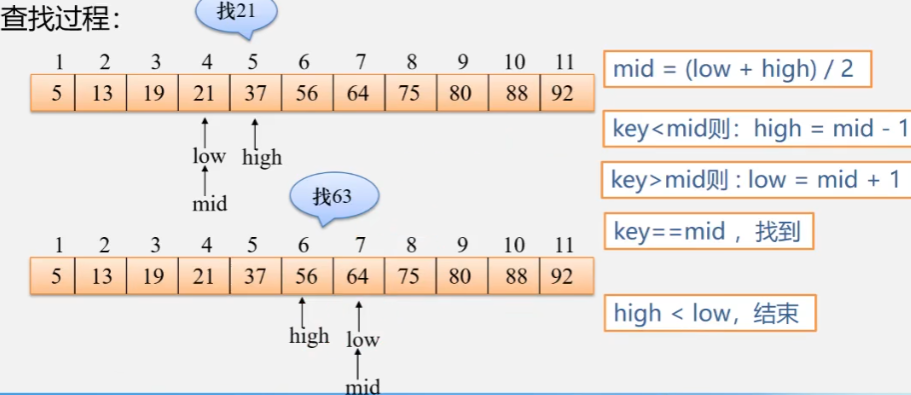 查找过程：
找21
1 2 3 4 5 6 7 8 9 10 11
5 13 19 21 37 56 64 75 80 88 92
low high
mid
找63
1 2 3 4 5 6 7 8 9 10 11
5 13 19 21 37 56 64 75 80 88 92
high low
mid
mid = (low + high) / 2
key<mid则：high = mid - 1
key>mid则：low = mid + 1
key==mid ，找到
high < low，结束